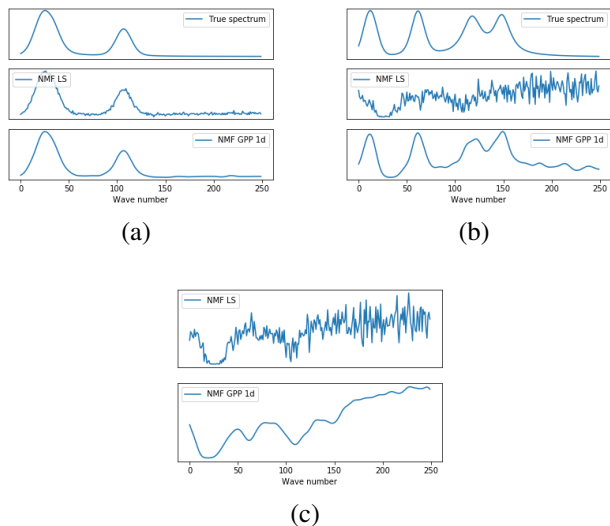 True spectrum
NMF LS
NMF GPP 1d
0 50 100 150 200 250
Wave number
(a)
True spectrum
NMF LS
NMF GPP 1d
0 50 100 150 200 250
Wave number
(b)
NMF LS
NMF GPP 1d
0 50 100 150 200 250
Wave number
(c)